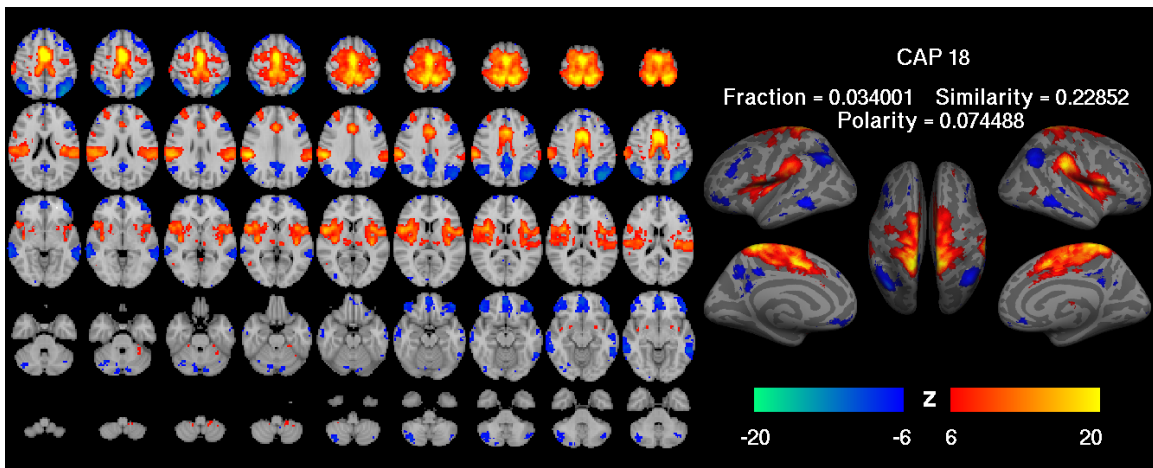 CAP 18
Fraction = 0.034001 Similarity = 0.22852
Polarity = 0.074488
z
-20 -6 6 20